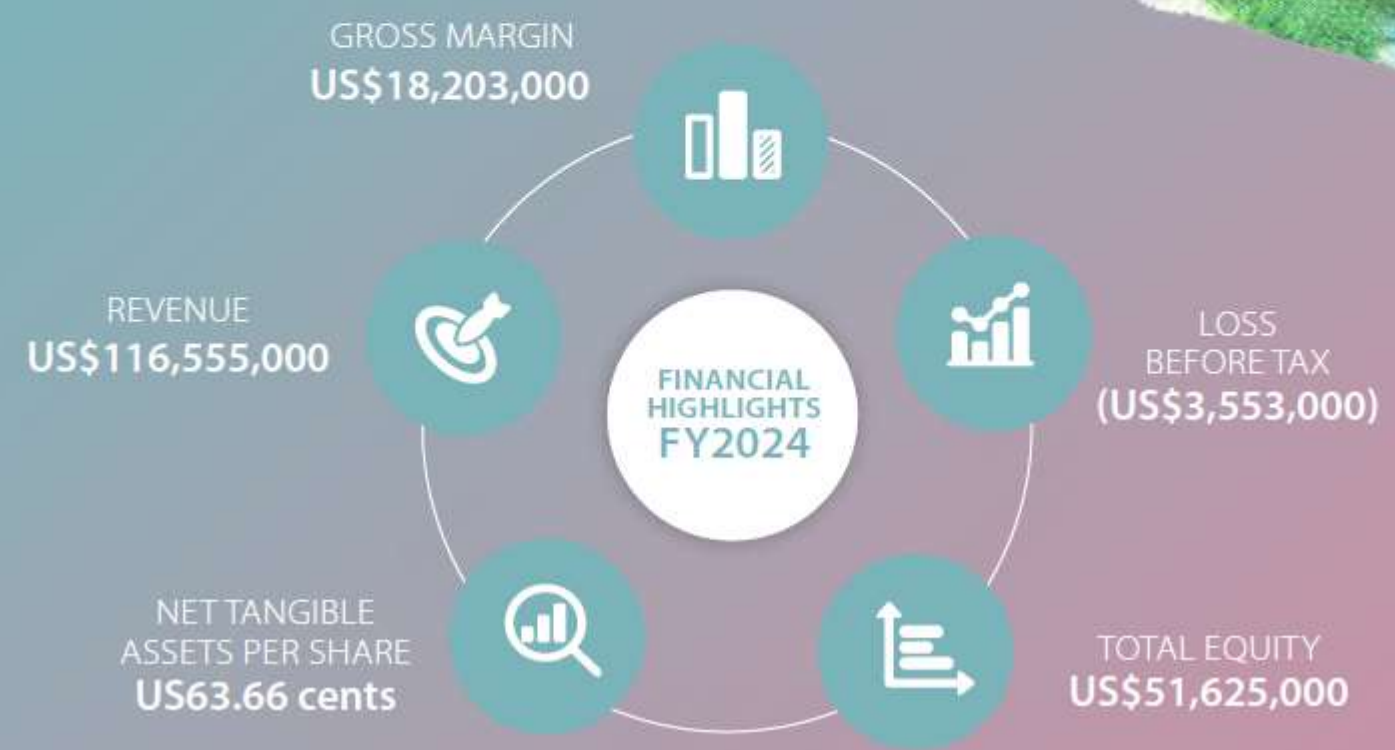 GROSS MARGIN
US$18,203,000
REVENUE
US$116,555,000
FINANCIAL
HIGHLIGHTS
FY2024
LOSS
BEFORE TAX
(US$3,553,000)
NET TANGIBLE
ASSETS PER SHARE
US63.66 cents
TOTAL EQUITY
US$51,625,000